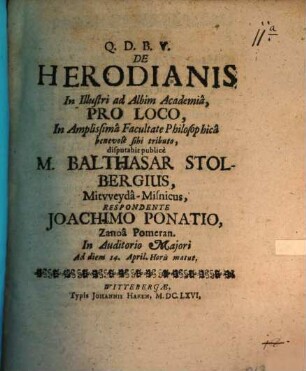 Q. D. B. V.
DE
HERODIANIS
In Illustri ad Albim Academiâ,
PRO LOCO,
In Amplissimâ Facultate Philosophicâ
benevolè sibi tributo,
disputabit publicè
M. BALTHASAR STOL-
BERGIUS,
Mitvveydâ-Misnicus,
RESPONDENTE
JOACHIMO PONATIO,
Zanoâ Pomeran.
In Auditorio Majori
Ad diem 14. April. Horis matut.
WITTEBERGÆ,
Typis JOHANNIS HAKEN, M.DC.LXVI,